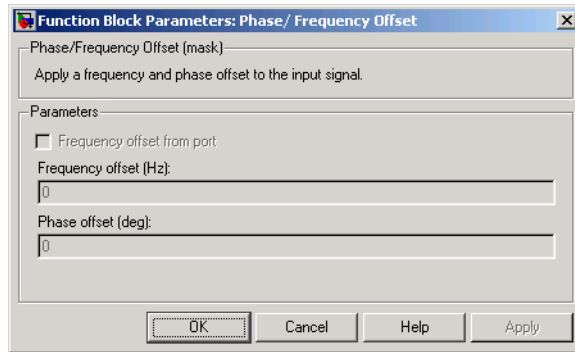 Function Block Parameters: Phase/ Frequency Offset
Phase/Frequency Offset (mask)
Apply a frequency and phase offset to the input signal.
Parameters
Frequency offset from port
Frequency offset (Hz):
0
Phase offset (deg):
0
OK Cancel Help Apply